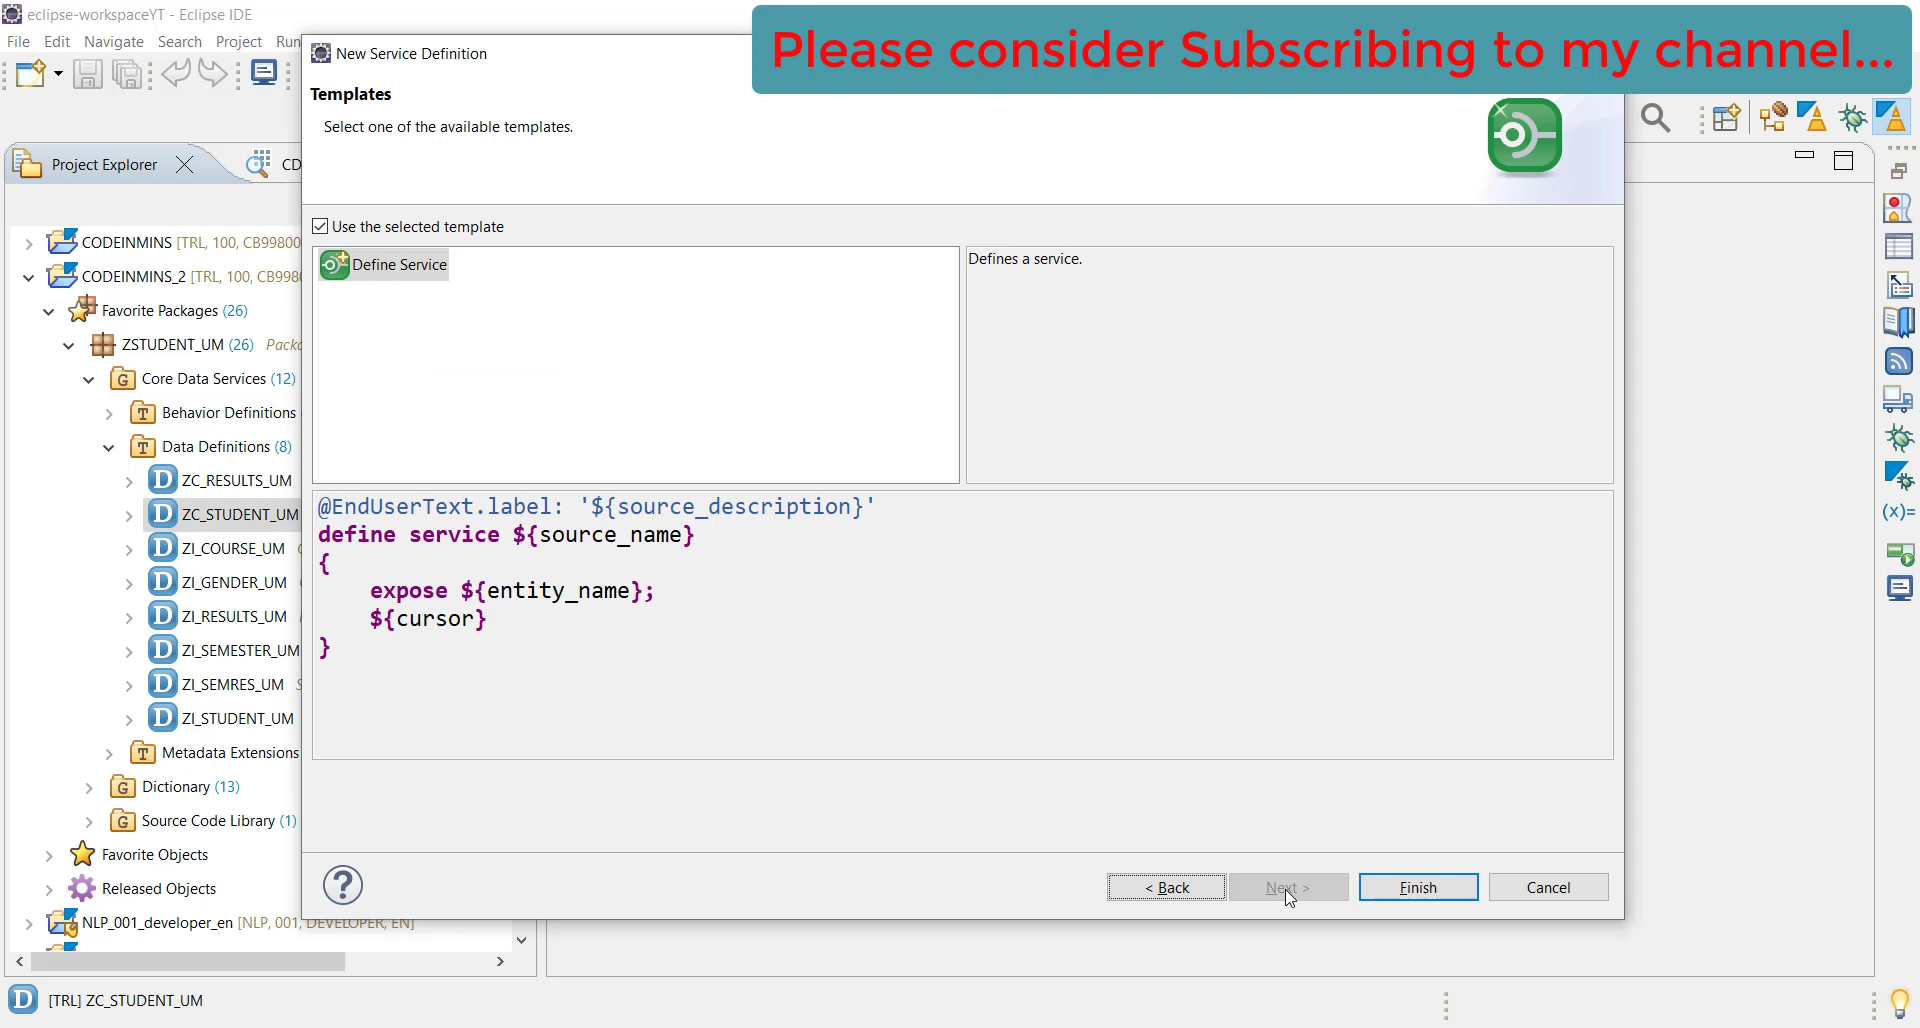 eclipse-workspaceYT - Eclipse IDE
File Edit Navigate Search Project Run
Please consider Subscribing to my channel...
New Service Definition
Templates
Select one of the available templates.
Project Explorer
CD
Use the selected template
Define Service
Defines a service.
CODEINMINS [TRL, 100, CB99800
CODEINMINS_2 [TRL, 100, CB9980
Favorite Packages (26)
ZSTUDENT_UM (26) Packa
Core Data Services (12)
Behavior Definitions
Data Definitions (8)
ZC_RESULTS_UM
ZC_STUDENT_UM
ZI_COURSE_UM
ZI_GENDER_UM
ZI_RESULTS_UM
ZI_SEMESTER_UM
ZI_SEMRES_UM
ZI_STUDENT_UM
Metadata Extensions
Dictionary (13)
Source Code Library (1)
Favorite Objects
Released Objects
NLP_001_developer_en [NLP, 001, DEVELOPER, EN]
@EndUserText.label: '${source_description}'
define service ${source_name}
{
expose ${entity_name};
${cursor}
}
< Back
Next >
Finish
Cancel
(x)=
[TRL] ZC_STUDENT_UM